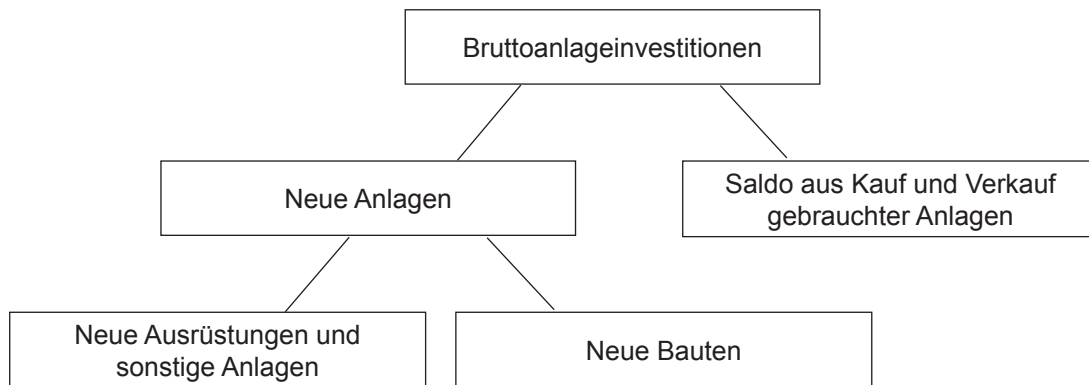 Bruttoanlageinvestitionen
Neue Anlagen
Saldo aus Kauf und Verkauf
gebrauchter Anlagen
Neue Ausrüstungen und
sonstige Anlagen
Neue Bauten